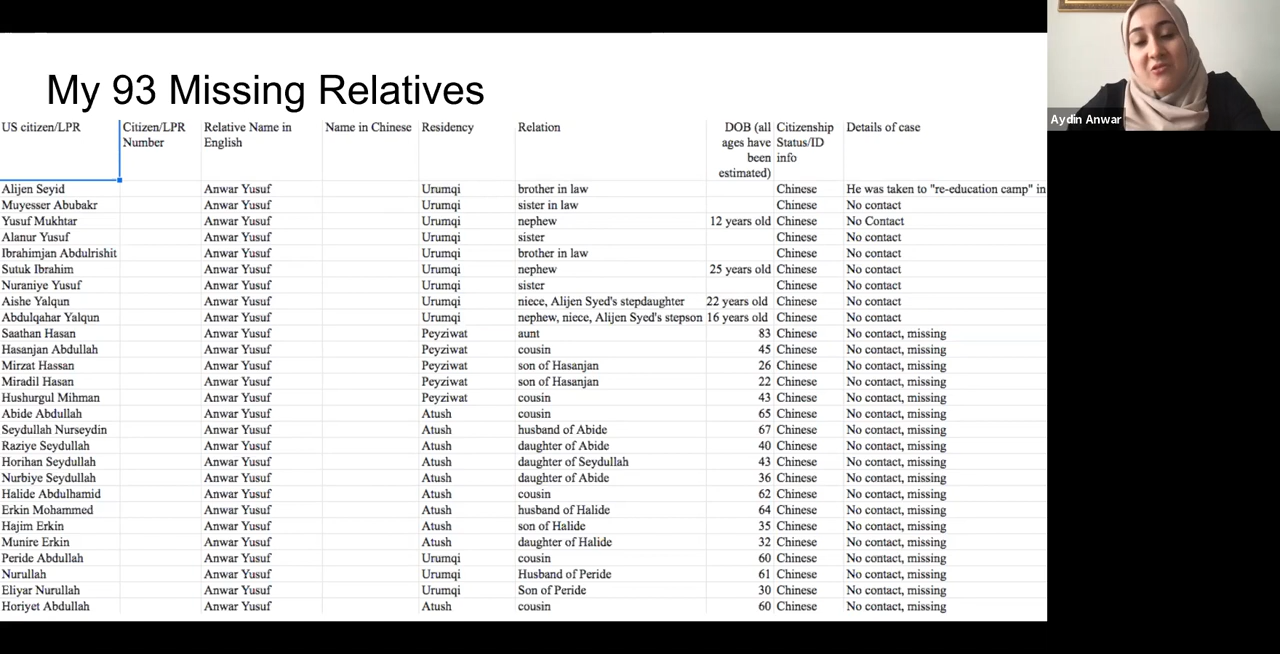 My 93 Missing Relatives
US citizen/LPR Citizen/LPR Number Relative Name in English Name in Chinese Residency Relation DOB (all ages have been estimated) Citizenship Status/ID info Details of case
Alijen Seyid Anwar Yusuf Urumqi brother in law Chinese He was taken to "re-education camp" in
Muyesser Abubakr Anwar Yusuf Urumqi sister in law Chinese No contact
Yusuf Mukhtar Anwar Yusuf Urumqi nephew 12 years old Chinese No Contact
Alanur Yusuf Anwar Yusuf Urumqi sister Chinese No contact
Ibrahimjan Abdulrishit Anwar Yusuf Urumqi brother in law Chinese No contact
Sutuk Ibrahim Anwar Yusuf Urumqi nephew 25 years old Chinese No contact
Nuraniye Yusuf Anwar Yusuf Urumqi sister Chinese No contact
Aishe Yalqun Anwar Yusuf Urumqi niece, Alijen Syed's stepdaughter 22 years old Chinese No contact
Abdulqahar Yalqun Anwar Yusuf Urumqi nephew, niece, Alijen Syed's stepson 16 years old Chinese No contact
Saathan Hasan Anwar Yusuf Peyziwat aunt 83 Chinese No contact, missing
Hasanjan Abdullah Anwar Yusuf Peyziwat cousin 45 Chinese No contact, missing
Mirzat Hassan Anwar Yusuf Peyziwat son of Hasanjan 26 Chinese No contact, missing
Miradil Hasan Anwar Yusuf Peyziwat son of Hasanjan 22 Chinese No contact, missing
Hushurgul Mihman Anwar Yusuf Peyziwat cousin 43 Chinese No contact, missing
Abide Abdullah Anwar Yusuf Atush cousin 65 Chinese No contact, missing
Seydullah Nurseydin Anwar Yusuf Atush husband of Abide 67 Chinese No contact, missing
Raziye Seydullah Anwar Yusuf Atush daughter of Abide 40 Chinese No contact, missing
Horihan Seydullah Anwar Yusuf Atush daughter of Seydullah 43 Chinese No contact, missing
Nurbiye Seydullah Anwar Yusuf Atush daughter of Abide 36 Chinese No contact, missing
Halide Abdulhamid Anwar Yusuf Atush cousin 62 Chinese No contact, missing
Erkin Mohammed Anwar Yusuf Atush husband of Halide 64 Chinese No contact, missing
Hajim Erkin Anwar Yusuf Atush son of Halide 35 Chinese No contact, missing
Munire Erkin Anwar Yusuf Atush daughter of Halide 32 Chinese No contact, missing
Peride Abdullah Anwar Yusuf Urumqi cousin 60 Chinese No contact, missing
Nurullah Anwar Yusuf Urumqi Husband of Peride 61 Chinese No contact, missing
Eliyar Nurullah Anwar Yusuf Urumqi Son of Peride 30 Chinese No contact, missing
Horiyet Abdullah Anwar Yusuf Atush cousin 60 Chinese No contact, missing
Aydin Anwar